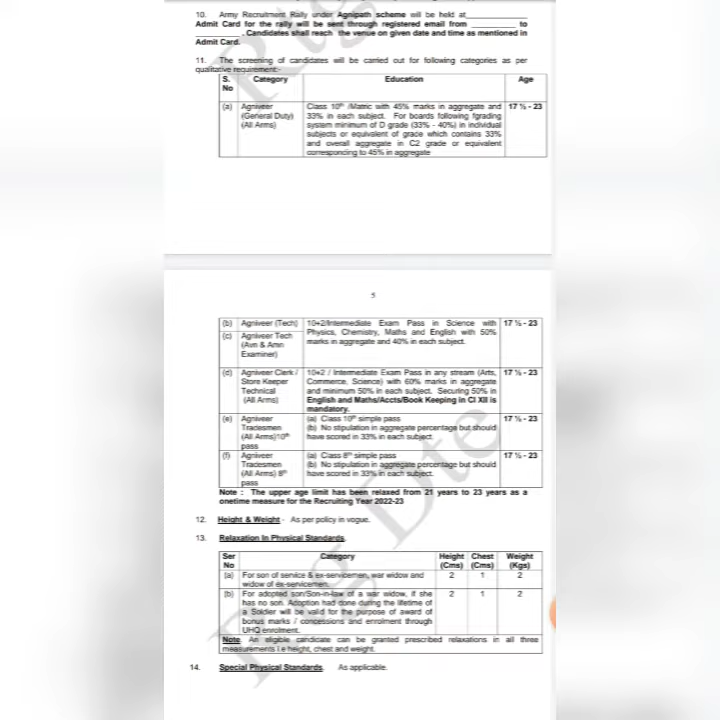 10. Army Recruitment Rally under Agnipath scheme will be held at
Admit Card for the rally will be sent through registered email from to
. Candidates shall reach the venue on given date and time as mentioned in
Admit Card.
11. The screening of candidates will be carried out for following categories as per
qualitative requirement:-
S. No Category Education Age
(a) Agniveer (General Duty) (All Arms) Class 10th /Matric with 45% marks in aggregate and 17 ½ - 23
33% in each subject. For boards following fgrading
system minimum of D grade (33% - 40%) in individual
subjects or equivalent of grade which contains 33%
and overall aggregate in C2 grade or equivalent
corresponding to 45% in aggregate
5
(b) Agniveer (Tech) 10+2/Intermediate Exam Pass in Science with 17 ½ - 23
(c) Agniveer Tech Physics, Chemistry, Maths and English with 50%
(Avn & Amn marks in aggregate and 40% in each subject.
Examiner)
(d) Agniveer Clerk / 10+2 / Intermediate Exam Pass in any stream (Arts, 17 ½ - 23
Store Keeper Commerce, Science) with 60% marks in aggregate
Technical and minimum 50% in each subject. Securing 50% in
(All Arms) English and Maths/Accts/Book Keeping in Cl XII is
mandatory.
(e) Agniveer (a) Class 10th simple pass 17 ½ - 23
Tradesmen (b) No stipulation in aggregate percentage but should
(All Arms)10th have scored in 33% in each subject.
pass
(f) Agniveer (a) Class 8th simple pass 17 ½ - 23
Tradesmen (b) No stipulation in aggregate percentage but should
(All Arms) 8th have scored in 33% in each subject.
pass
Note : The upper age limit has been relaxed from 21 years to 23 years as a
onetime measure for the Recruiting Year 2022-23
12. Height & Weight - As per policy in vogue.
13. Relaxation In Physical Standards.
Ser No Category Height (Cms) Chest (Cms) Weight (Kgs)
(a) For son of service & ex-servicemen, war widow and 2 1 2
widow of ex-servicemen.
(b) For adopted son/Son-in-law of a war widow, if she 2 1 2
has no son. Adoption had done during the lifetime of
a Soldier will be valid for the purpose of award of
bonus marks / concessions and enrolment through
UHQ enrolment.
Note. An eligible candidate can be granted prescribed relaxations in all three
measurements i.e height, chest and weight.
14. Special Physical Standards. As applicable.
Rtg Dte